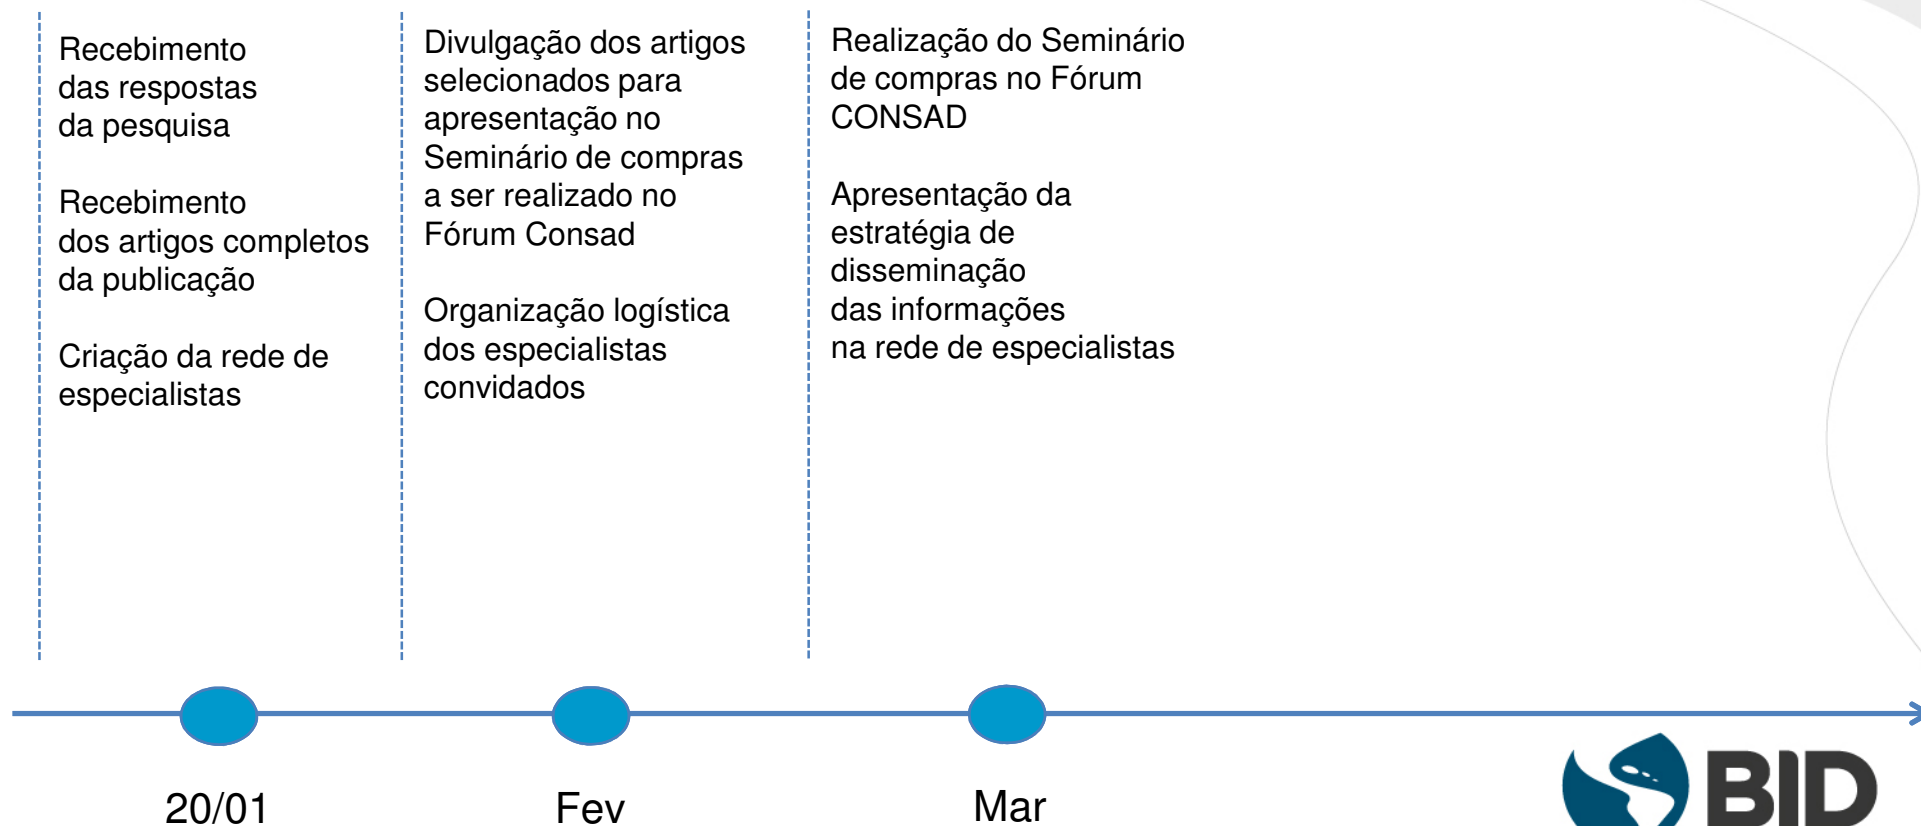 Recebimento
das respostas
da pesquisa
Recebimento
dos artigos completos
da publicação
Criação da rede de
especialistas
Divulgação dos artigos
selecionados para
apresentação no
Seminário de compras
a ser realizado no
Fórum Consad
Organização logística
dos especialistas
convidados
Realização do Seminário
de compras no Fórum
CONSAD
Apresentação da
estratégia de
disseminação
das informações
na rede de especialistas
20/01
Fev
Mar
BID